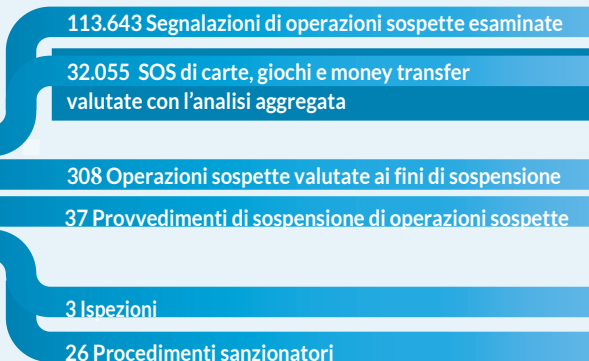 113.643 Segnalazioni di operazioni sospette esaminate
32.055 SOS di carte, giochi e money transfer
valutate con l'analisi aggregata
308 Operazioni sospette valutate ai fini di sospensione
37 Provvedimenti di sospensione di operazioni sospette
3 Ispezioni
26 Procedimenti sanzionatori